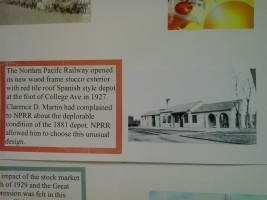 The Northrn Pacifc Railway opened
its new wood frame stucco exterior
with red tile roof Spanish style depot
at the foot of College Ave in 1927.
Clarence D. Martin had complained
to NPRR about the deplorable
condition of the 1881 depot. NPRR
allowed him to choose this unusual
design.
impact of the stock market
h of 1929 and the Great
pression was felt in this